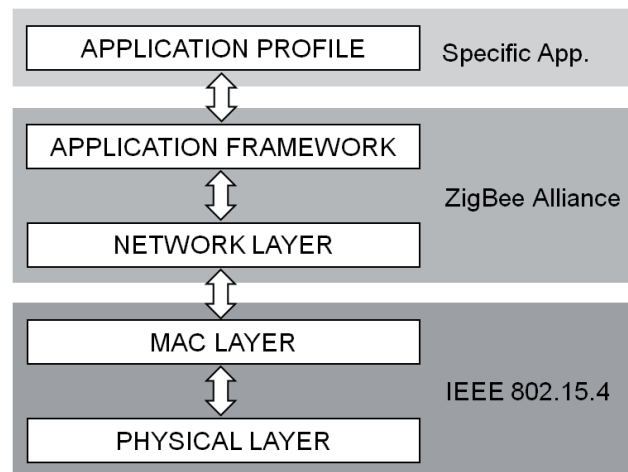 APPLICATION PROFILE
Specific App.
APPLICATION FRAMEWORK
ZigBee Alliance
NETWORK LAYER
MAC LAYER
IEEE 802.15.4
PHYSICAL LAYER